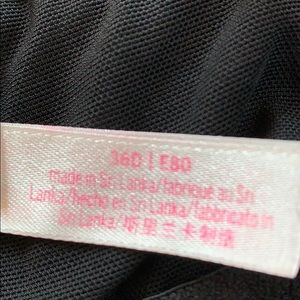 36D | E80
made in Sri Lanka/fabriqué au Sri
Lanka/hecho en Sri Lanka/fabbricato in
Sri Lanka/斯里兰卡制造